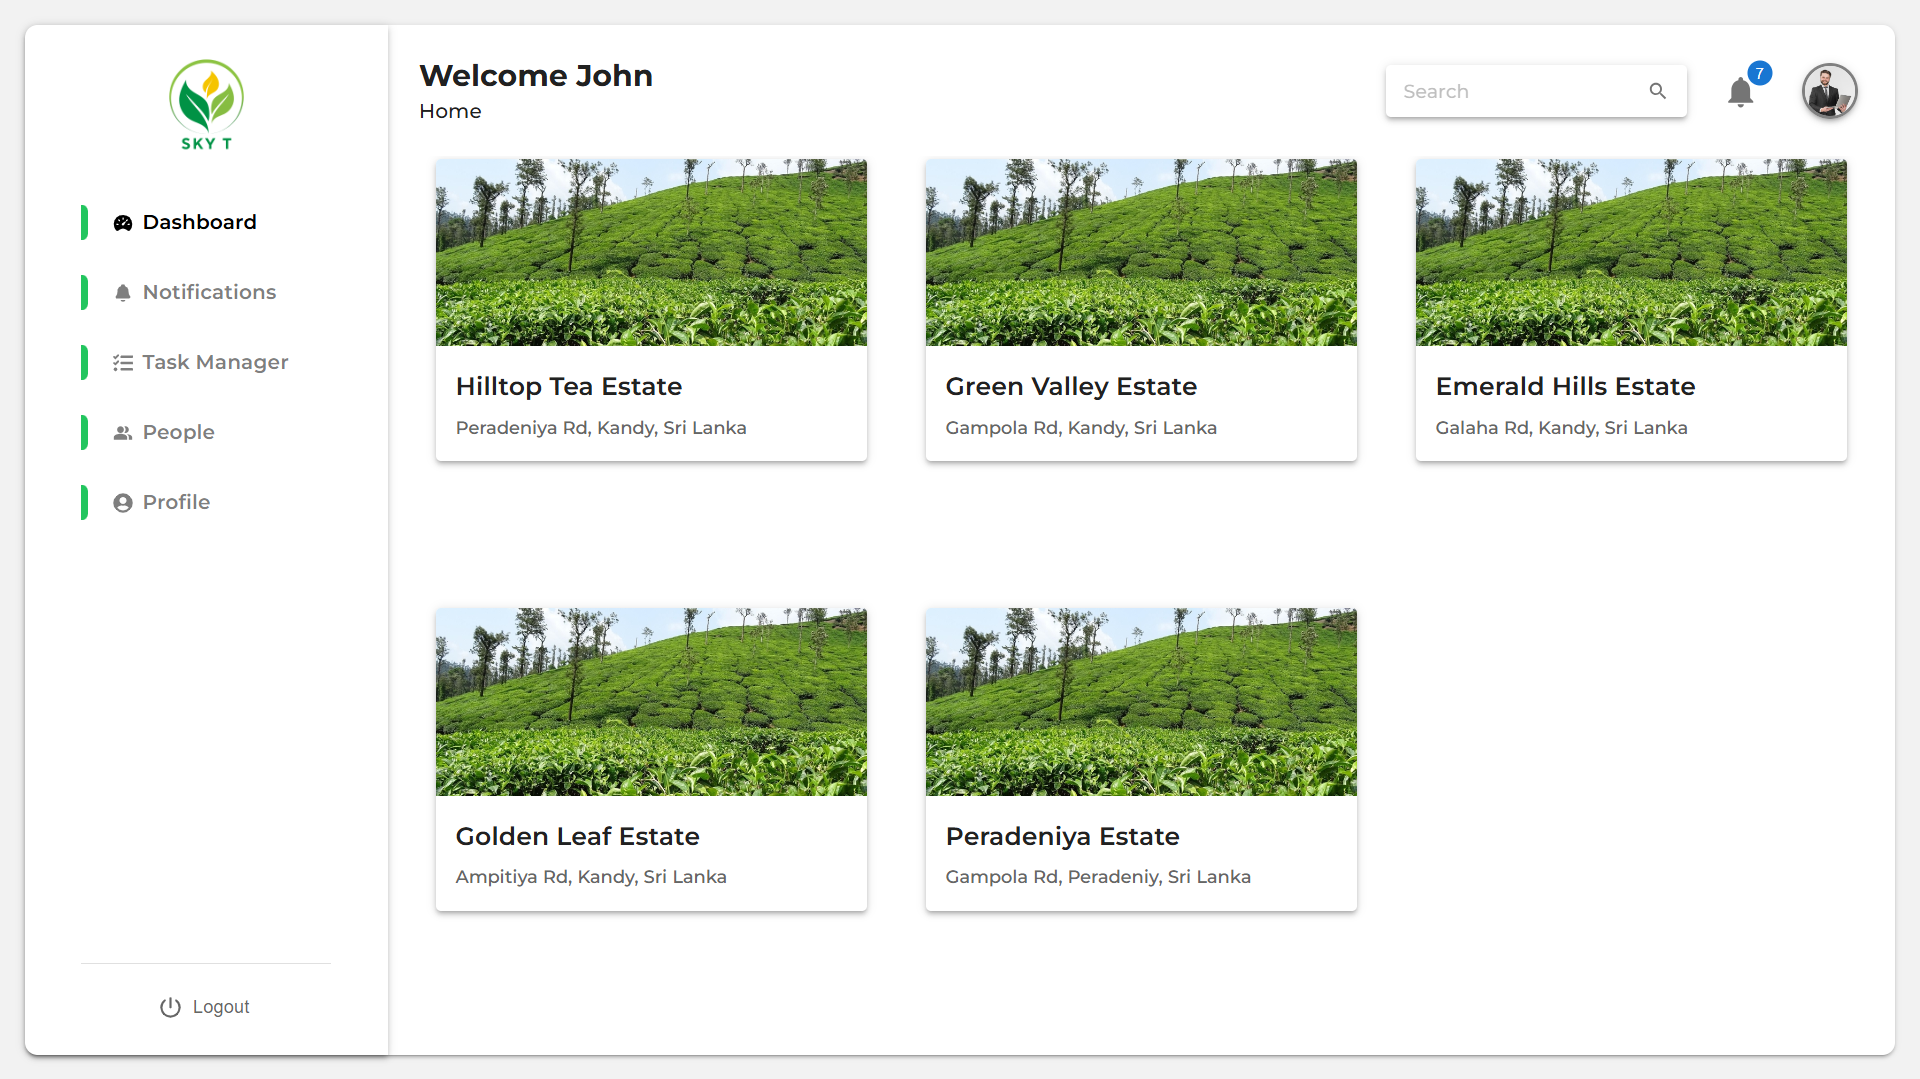 SKY T
Dashboard
Notifications
Task Manager
People
Profile
Logout
Welcome John
Home
Search
7
Hilltop Tea Estate
Peradeniya Rd, Kandy, Sri Lanka
Green Valley Estate
Gampola Rd, Kandy, Sri Lanka
Emerald Hills Estate
Galaha Rd, Kandy, Sri Lanka
Golden Leaf Estate
Ampitiya Rd, Kandy, Sri Lanka
Peradeniya Estate
Gampola Rd, Peradeniy, Sri Lanka